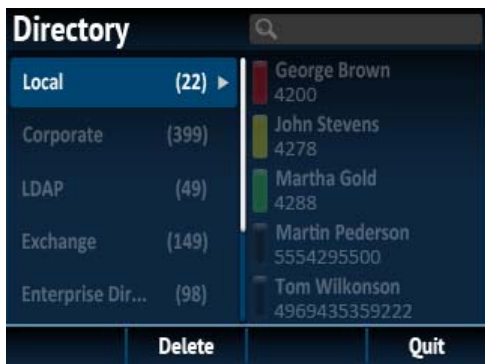 Directory
Local (22)
Corporate (399)
LDAP (49)
Exchange (149)
Enterprise Dir... (98)
George Brown
4200
John Stevens
4278
Martha Gold
4288
Martin Pederson
5554295500
Tom Wilkonson
4969435359222
Delete Quit